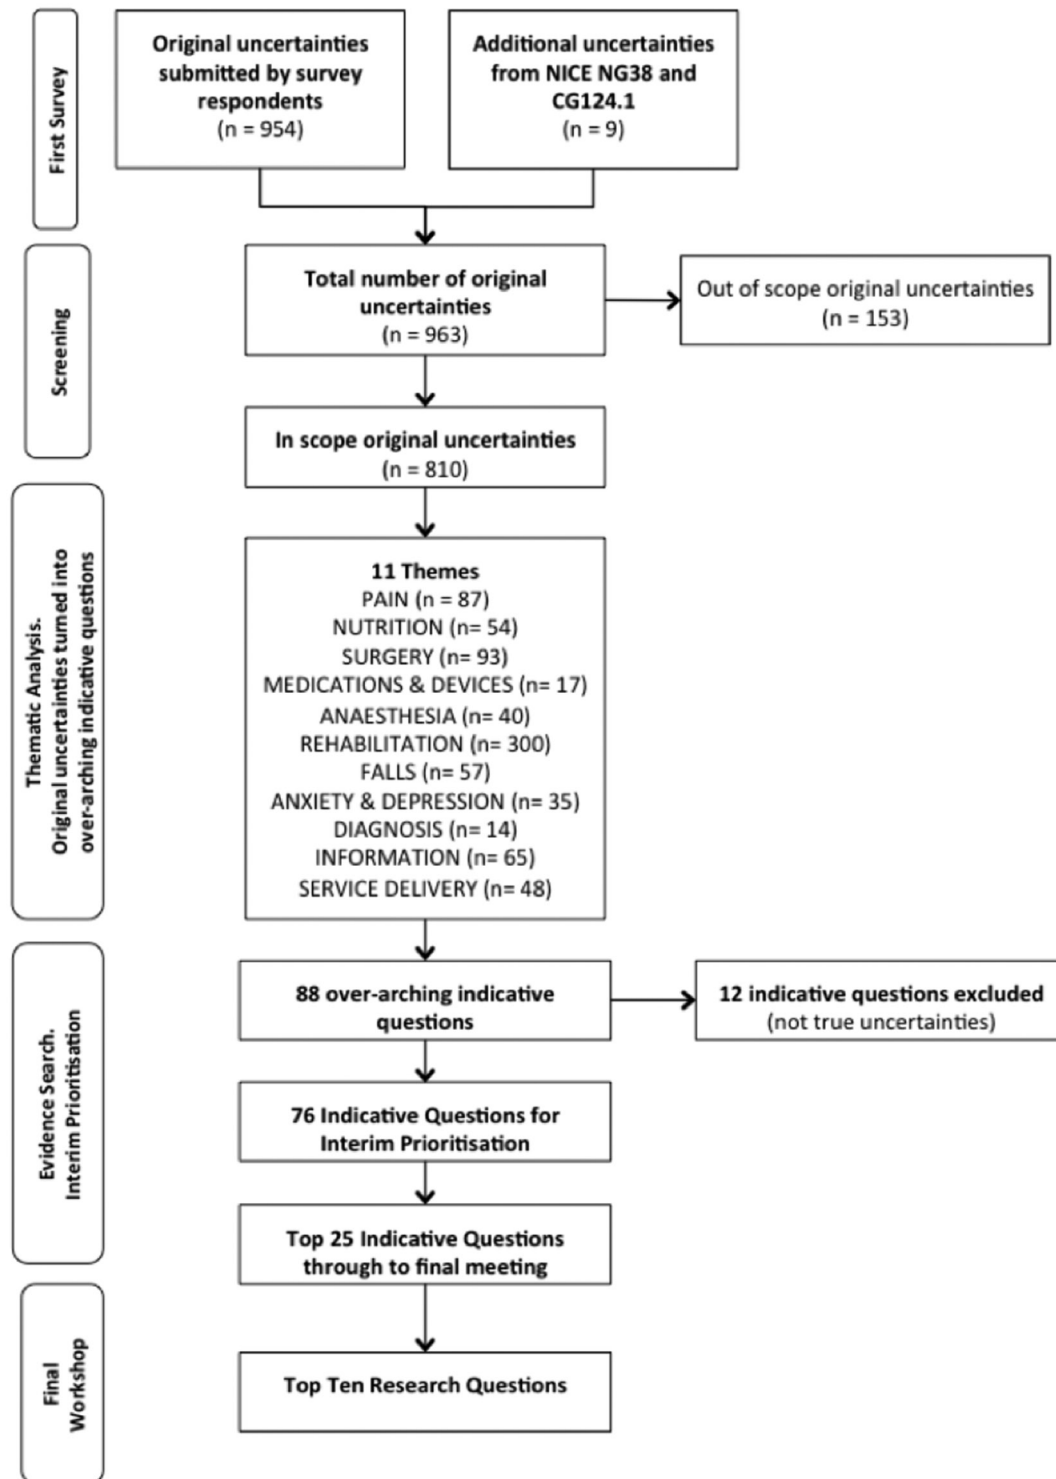 First Survey
Original uncertainties
submitted by survey
respondents
(n = 954)
Additional uncertainties
from NICE NG38 and
CG124.1
(n = 9)
Screening
Total number of original
uncertainties
(n = 963)
Out of scope original uncertainties
(n = 153)
In scope original uncertainties
(n = 810)
Thematic Analysis.
Original uncertainties turned into
over-arching indicative questions
11 Themes
PAIN (n = 87)
NUTRITION (n= 54)
SURGERY (n= 93)
MEDICATIONS & DEVICES (n= 17)
ANAESTHESIA (n= 40)
REHABILITATION (n= 300)
FALLS (n= 57)
ANXIETY & DEPRESSION (n= 35)
DIAGNOSIS (n= 14)
INFORMATION (n= 65)
SERVICE DELIVERY (n= 48)
Evidence Search.
Interim Prioritisation
88 over-arching indicative
questions
12 indicative questions excluded
(not true uncertainties)
76 Indicative Questions for
Interim Prioritisation
Top 25 Indicative Questions
through to final meeting
Final
Workshop
Top Ten Research Questions